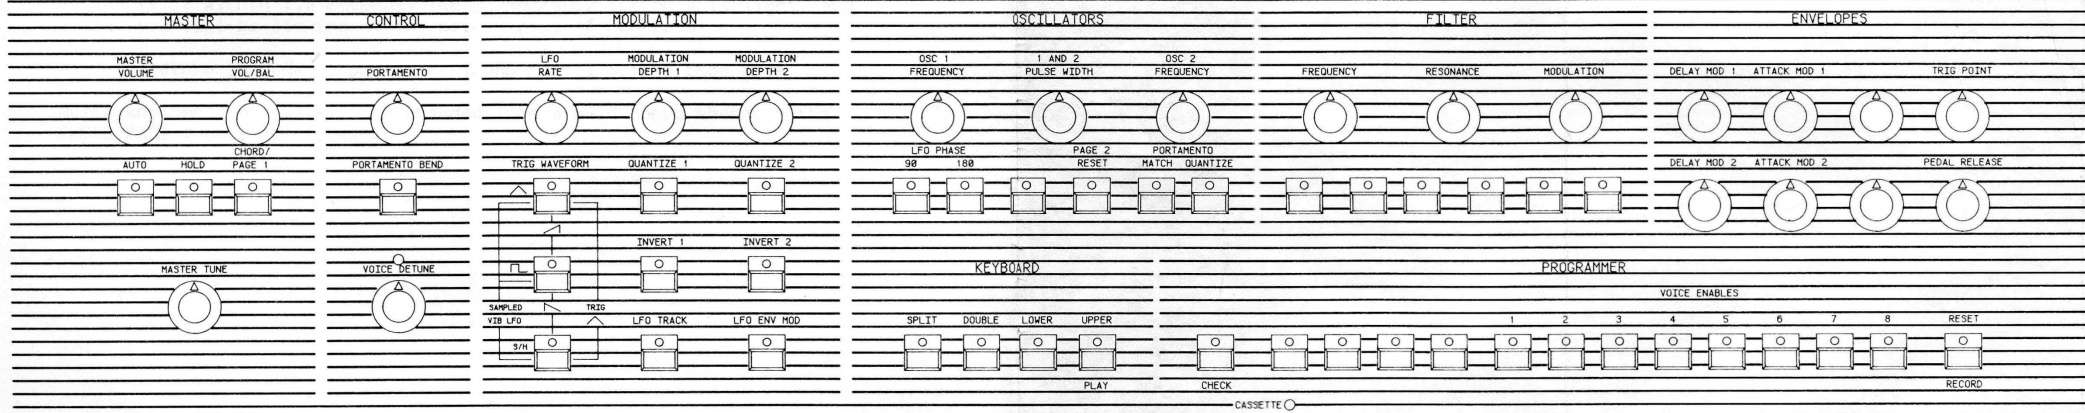 MASTER CONTROL MODULATION OSCILLATORS FILTER ENVELOPES
MASTER PROGRAM LFO MODULATION MODULATION OSC 1 1 AND 2 OSC 2
VOLUME VOL/BAL PORTAMENTO RATE DEPTH 1 DEPTH 2 FREQUENCY PULSE WIDTH FREQUENCY FREQUENCY RESONANCE MODULATION DELAY MOD 1 ATTACK MOD 1 TRIG POINT
CHORD/ LFO PHASE PAGE 2 PORTAMENTO
AUTO HOLD PAGE 1 PORTAMENTO BEND TRIG WAVEFORM QUANTIZE 1 QUANTIZE 2 90 180 RESET MATCH QUANTIZE DELAY MOD 2 ATTACK MOD 2 PEDAL RELEASE
INVERT 1 INVERT 2
MASTER TUNE VOICE DETUNE KEYBOARD PROGRAMMER
VOICE ENABLES
SAMPLED TRIG
VIB LFO LFO TRACK LFO ENV MOD SPLIT DOUBLE LOWER UPPER 1 2 3 4 5 6 7 8 RESET
S/H
PLAY CHECK RECORD
CASSETTE